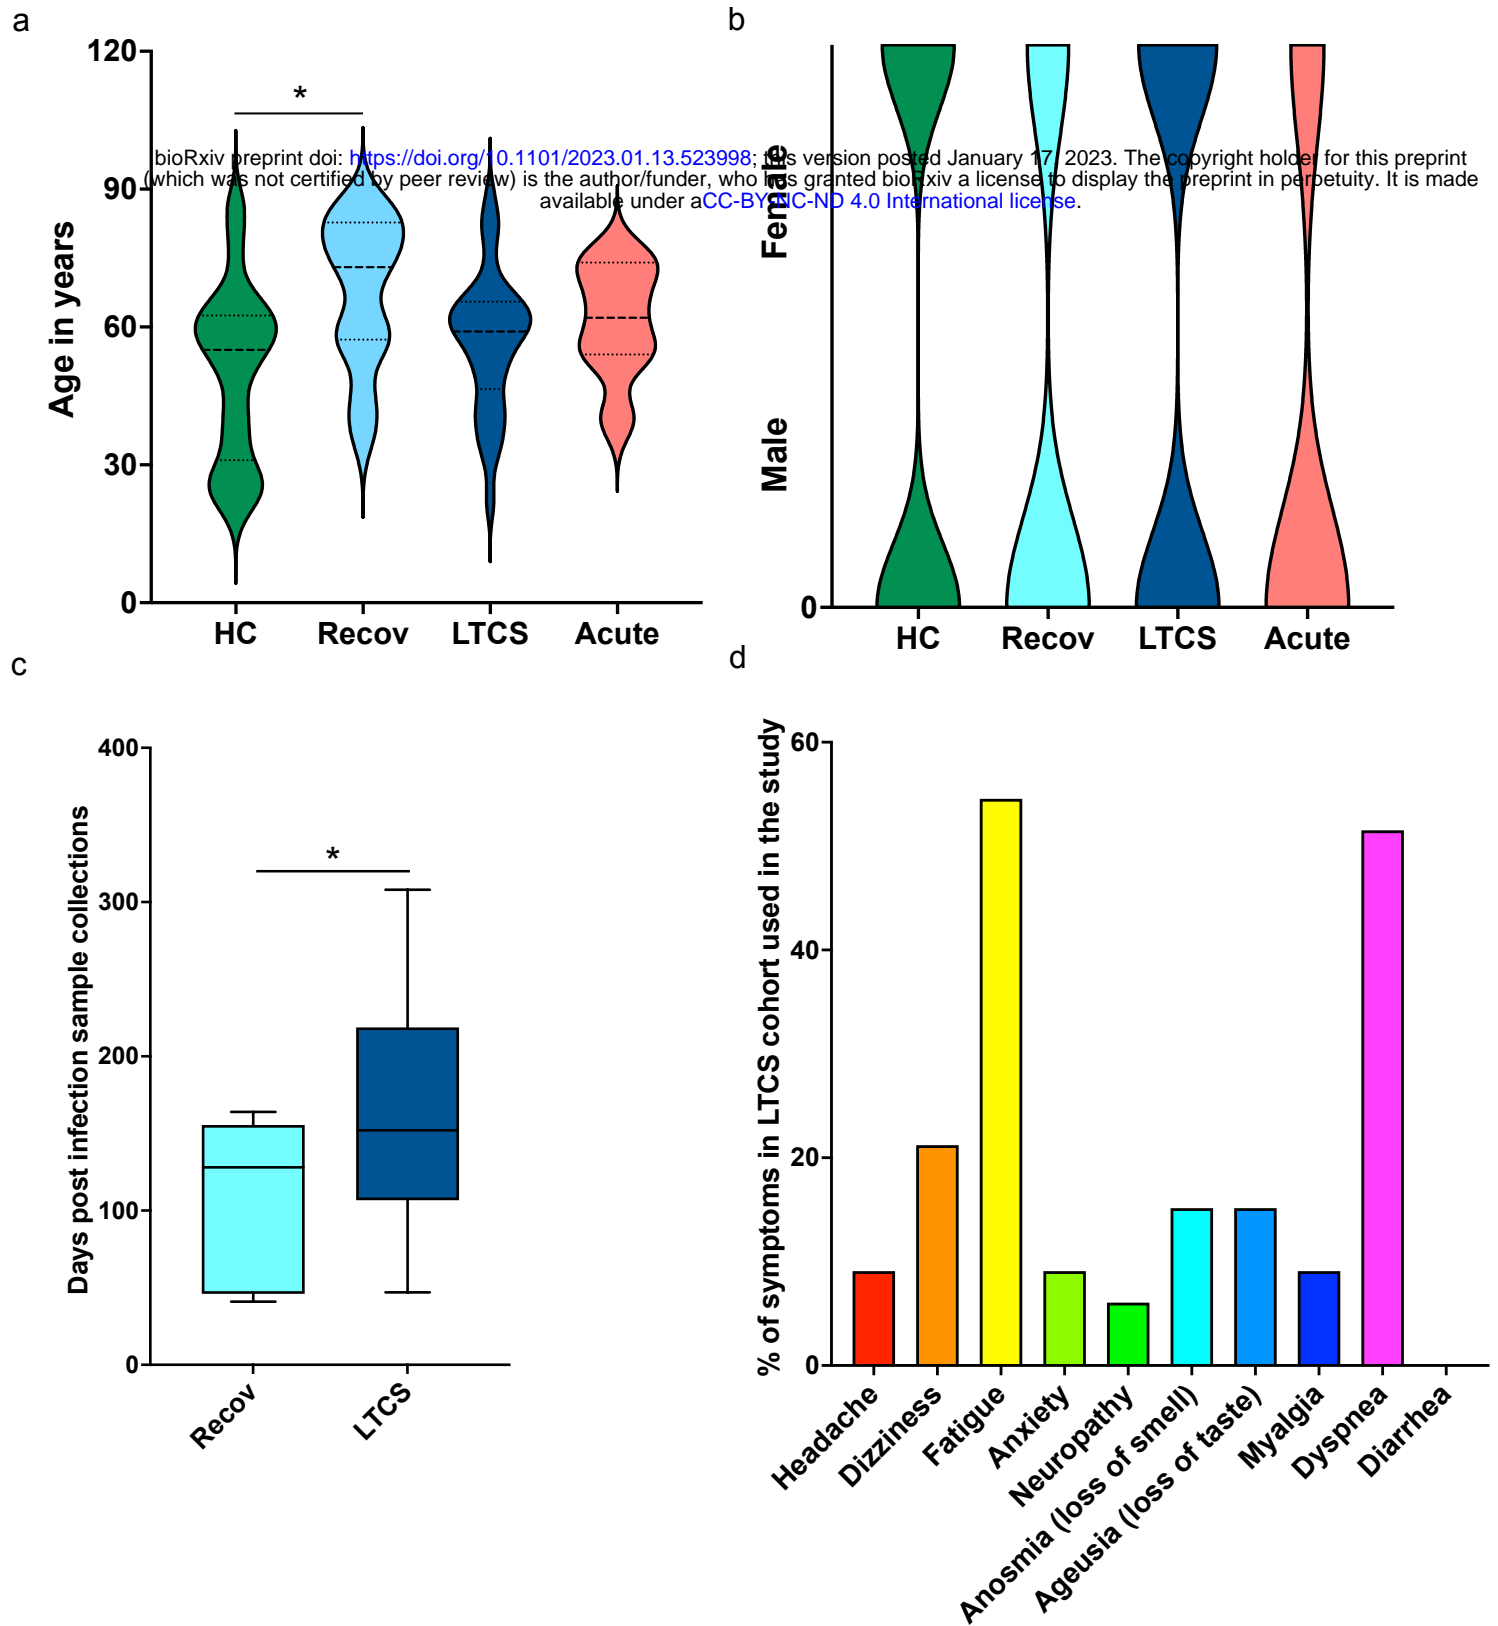 a
120
90
60
30
0
Age in years
*
HC
Recov
LTCS
Acute
b
Female
Male
0
HC
Recov
LTCS
Acute
bioRxiv preprint doi: https://doi.org/10.1101/2023.01.13.523998; this version posted January 17, 2023. The copyright holder for this preprint
(which was not certified by peer review) is the author/funder, who has granted bioRxiv a license to display the preprint in perpetuity. It is made
available under aCC-BY-NC-ND 4.0 International license.
c
400
300
200
100
0
Days post infection sample collections
*
Recov
LTCS
d
60
40
20
0
% of symptoms in LTCS cohort used in the study
Headache
Dizziness
Fatigue
Anxiety
Neuropathy
Anosmia (loss of smell)
Ageusia (loss of taste)
Myalgia
Dyspnea
Diarrhea